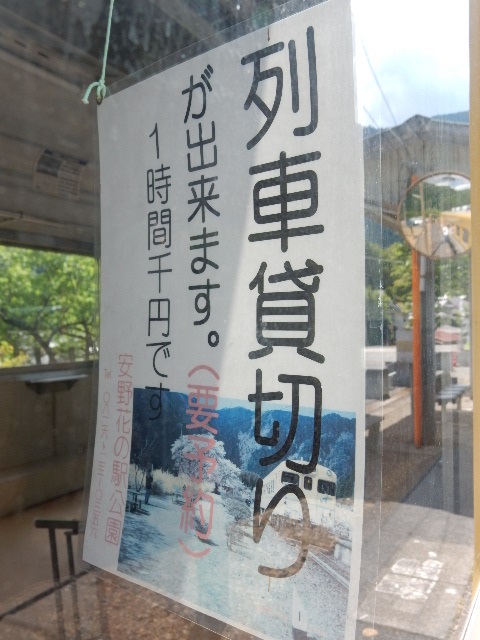 列車貸切り
が出来ます。(要予約)
1時間千円です
安野花の駅公園